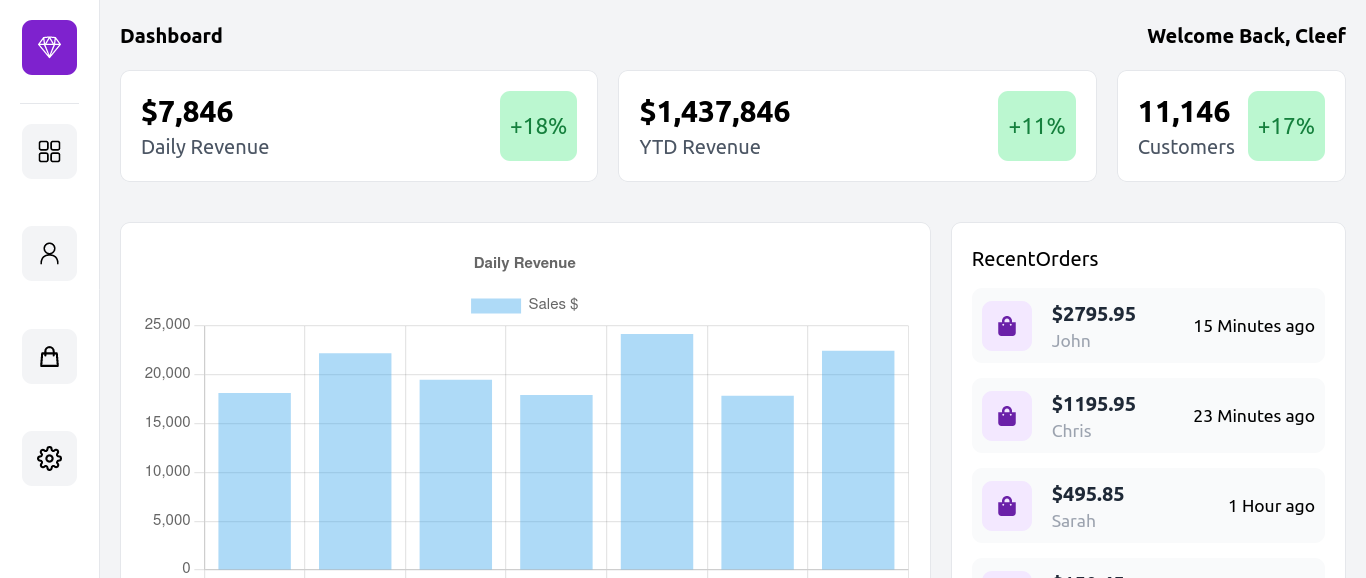 Dashboard
Welcome Back, Cleef
$7,846
Daily Revenue
+18%
$1,437,846
YTD Revenue
+11%
11,146
Customers
+17%
Daily Revenue
Sales $
25,000
20,000
15,000
10,000
5,000
0
RecentOrders
$2795.95
John
15 Minutes ago
$1195.95
Chris
23 Minutes ago
$495.85
Sarah
1 Hour ago